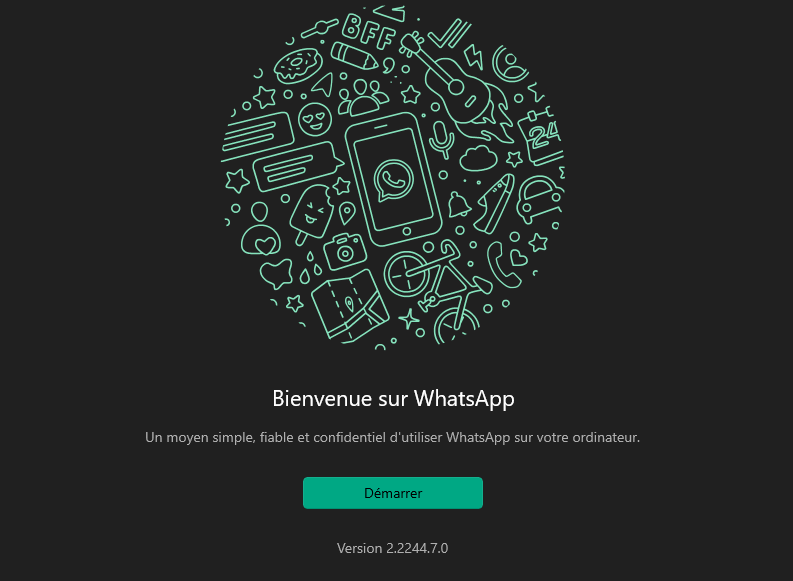 BFF
24
Bienvenue sur WhatsApp
Un moyen simple, fiable et confidentiel d'utiliser WhatsApp sur votre ordinateur.
Démarrer
Version 2.2244.7.0